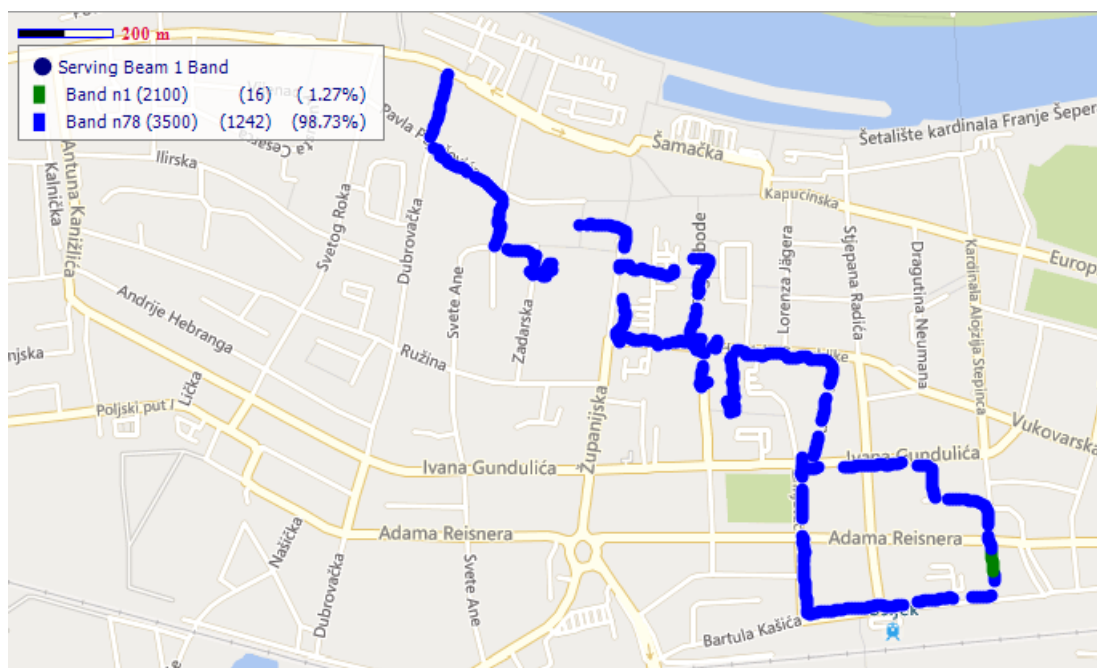 200 m
Serving Beam 1 Band
Band n1 (2100) (16) ( 1.27%)
Band n78 (3500) (1242) (98.73%)
Šetalište kardinala Franje Šeper
Šamačka
Kapucinska
Europ
Antuna Kanižlića
Kalnička
Ilirska
Svetog Roka
Dubrovačka
Svete Ane
Zadarska
Lorenza Jägera
Stjepana Radića
Dragutina Neumana
Kardinala Alojzija Stepinca
Andrije Hebranga
Ružina
Lička
Poljski put I
Županijska
Vukovarska
Ivana Gundulića
Ivana Gundulića
Adama Reisnera
Adama Reisnera
Našička
Dubrovačka
Svete Ane
Bartula Kašića